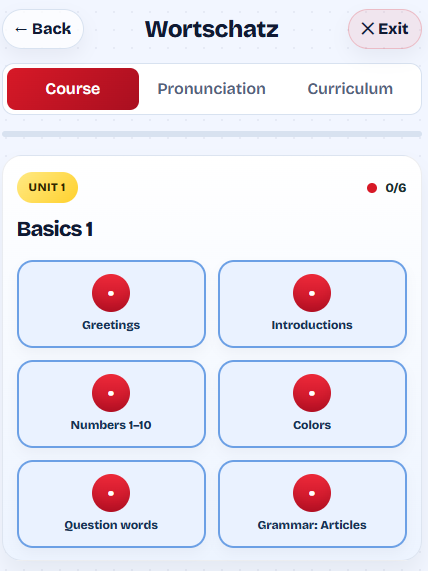 ← Back Wortschatz × Exit
Course Pronunciation Curriculum
UNIT 1 0/6
Basics 1
Greetings Introductions
Numbers 1–10 Colors
Question words Grammar: Articles